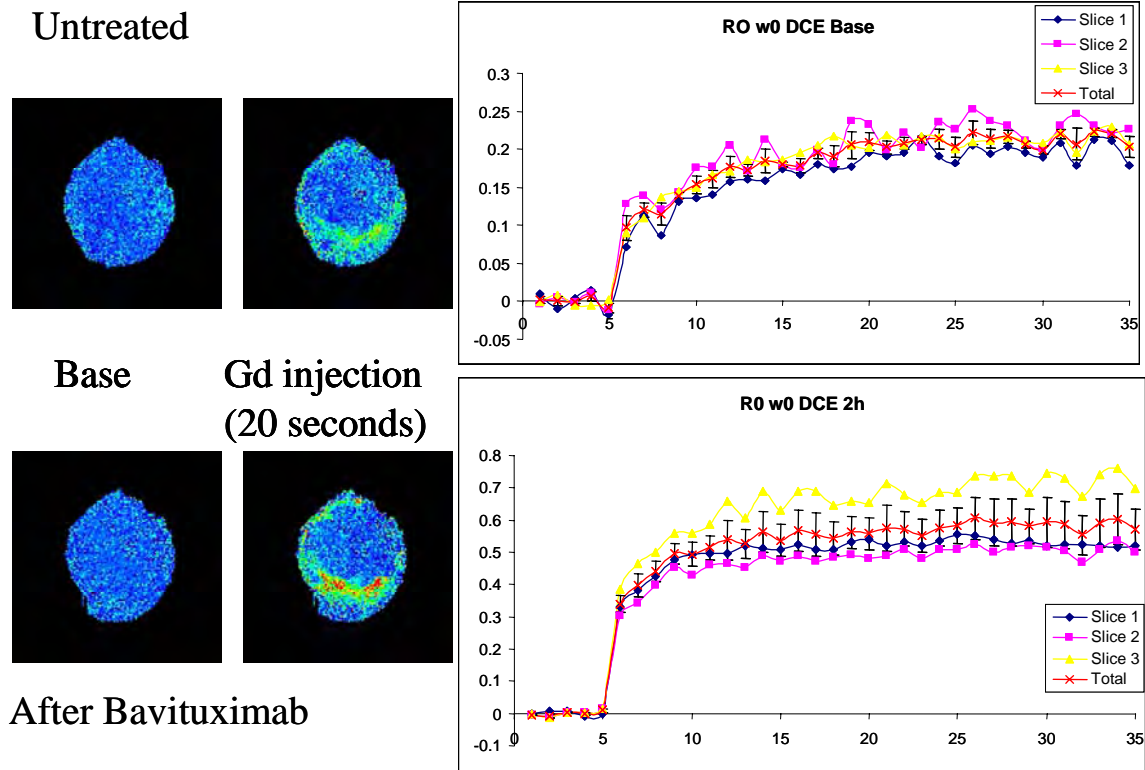 Untreated
Base
Gd injection
(20 seconds)
After Bavituximab
RO w0 DCE Base
Slice 1
Slice 2
Slice 3
Total
0.3
0.25
0.2
0.15
0.1
0.05
0
-0.05
0 5 10 15 20 25 30 35
R0 w0 DCE 2h
0.8
0.7
0.6
0.5
0.4
0.3
0.2
0.1
0
-0.1
0 5 10 15 20 25 30 35
Slice 1
Slice 2
Slice 3
Total